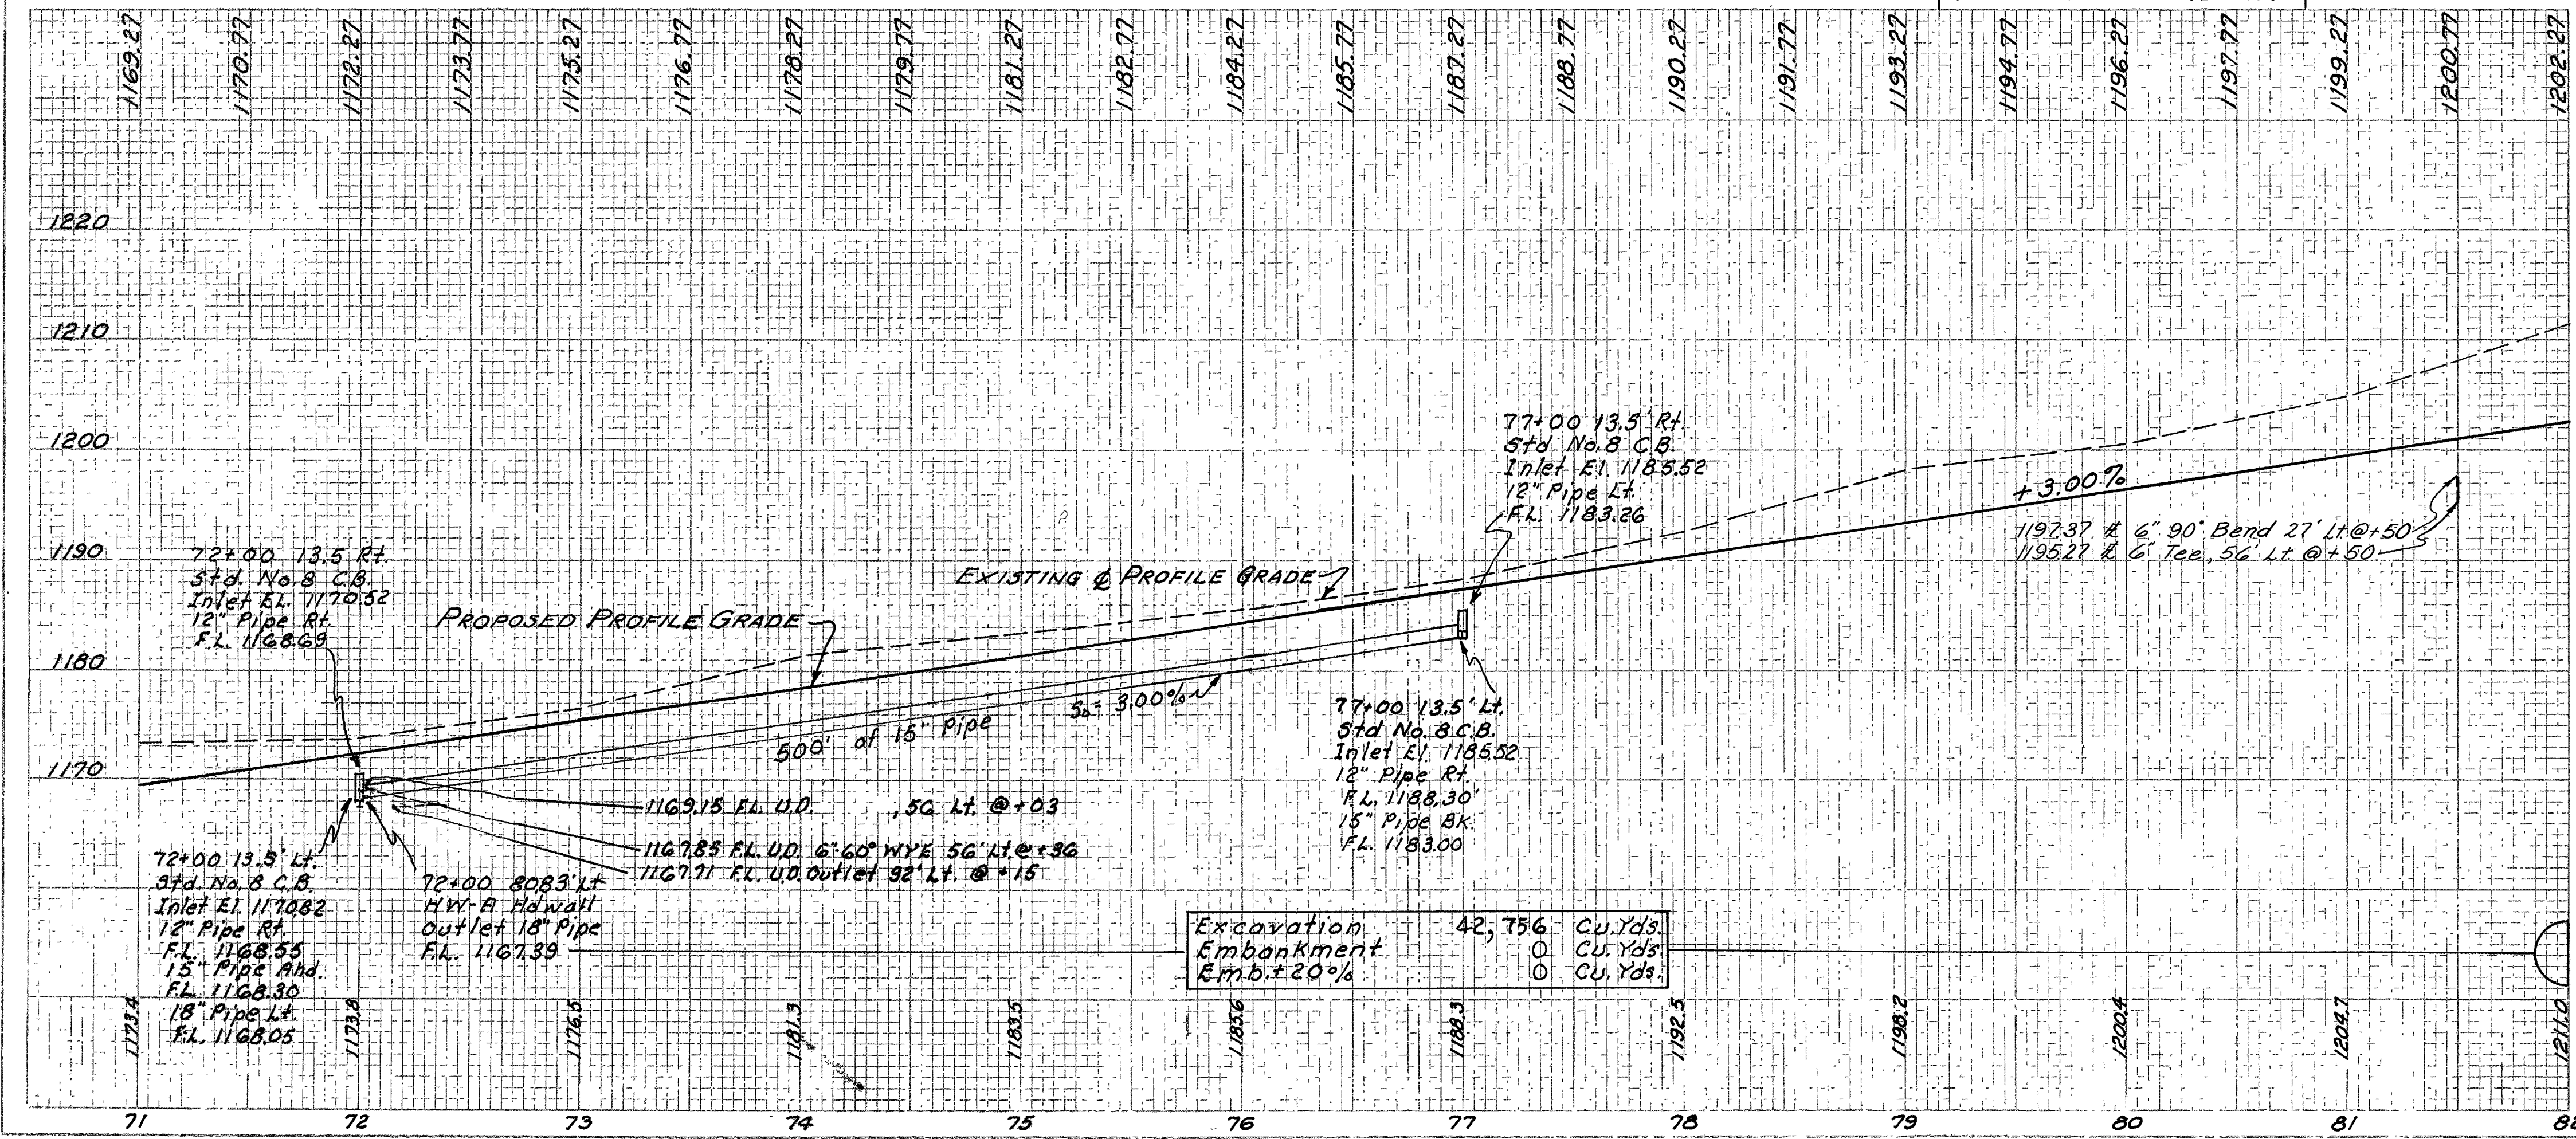 1169.27 1170.77 1172.27 1173.77 1175.27 1176.77 1178.27 1179.77 1181.27 1182.77 1184.27 1185.77 1187.27 1188.77 1190.27 1191.77 1193.27 1194.77 1196.27 1197.77 1199.27 1200.77 1202.27
1220
1210
1200
1190
1180
1170
77+00 13.5' Rt.
Std No. 8 C.B.
Inlet El. 1185.52
12" Pipe Lt.
F.L. 1183.26
+3.00%
1197.37 ⅊ 6" 90° Bend 27' Lt. @+50
1195.27 ⅊ 6" Tee, 56' Lt. @+50
72+00 13.5 Rt.
Std. No. 8 C.B.
Inlet EL. 1170.52
12" Pipe Rt.
F.L. 1168.69
PROPOSED PROFILE GRADE
EXISTING ℄ PROFILE GRADE
500' of 15" Pipe
So = 3.00%
77+00 13.5' Lt.
Std No. 8 C.B.
Inlet El. 1185.52
12" Pipe Rt.
F.L. 1188.30'
15" Pipe BK.
F.L. 1183.00
1169.15 F.L. U.D. , 56 Lt. @ +03
1167.85 F.L. U.D. 6" 60° WYE 56' Lt. @ +36
1167.71 F.L. U.D. Outlet 92' Lt. @ +15
72+00 13.5' Lt.
Std. No. 8 C.B.
Inlet El. 1170.82
12" Pipe Rt.
F.L. 1168.55
15" Pipe Ahd.
F.L. 1168.30
18" Pipe Lt.
F.L. 1168.05
72+00 80.83' Lt
HW-A Hdwall
Outlet 18" Pipe
F.L. 1167.39
Excavation 42,756 Cu. Yds.
Embankment 0 Cu. Yds
Emb. + 20% 0 Cu. Yds.
1173.4 1173.8 1176.5 1181.3 1183.5 1185.6 1188.3 1192.5 1198.2 1200.4 1204.7 1211.0
71 72 73 74 75 76 77 78 79 80 81